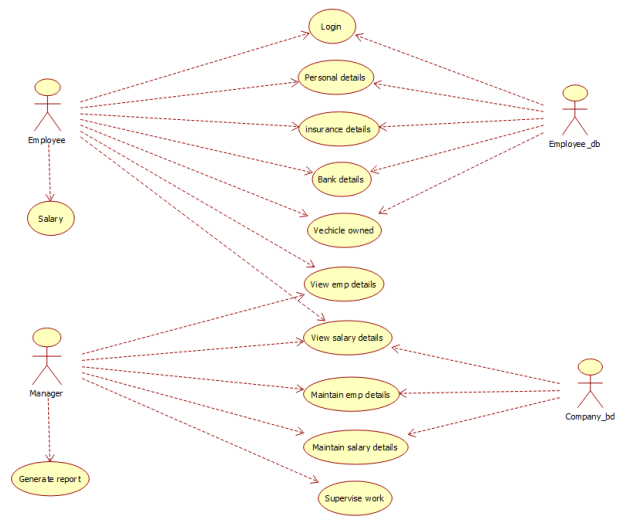 Login
Personal details
insurance details
Employee
Employee_db
Bank details
Salary
Vechicle owned
View emp details
View salary details
Manager
Maintain emp details
Company_bd
Maintain salary details
Generate report
Supervise work